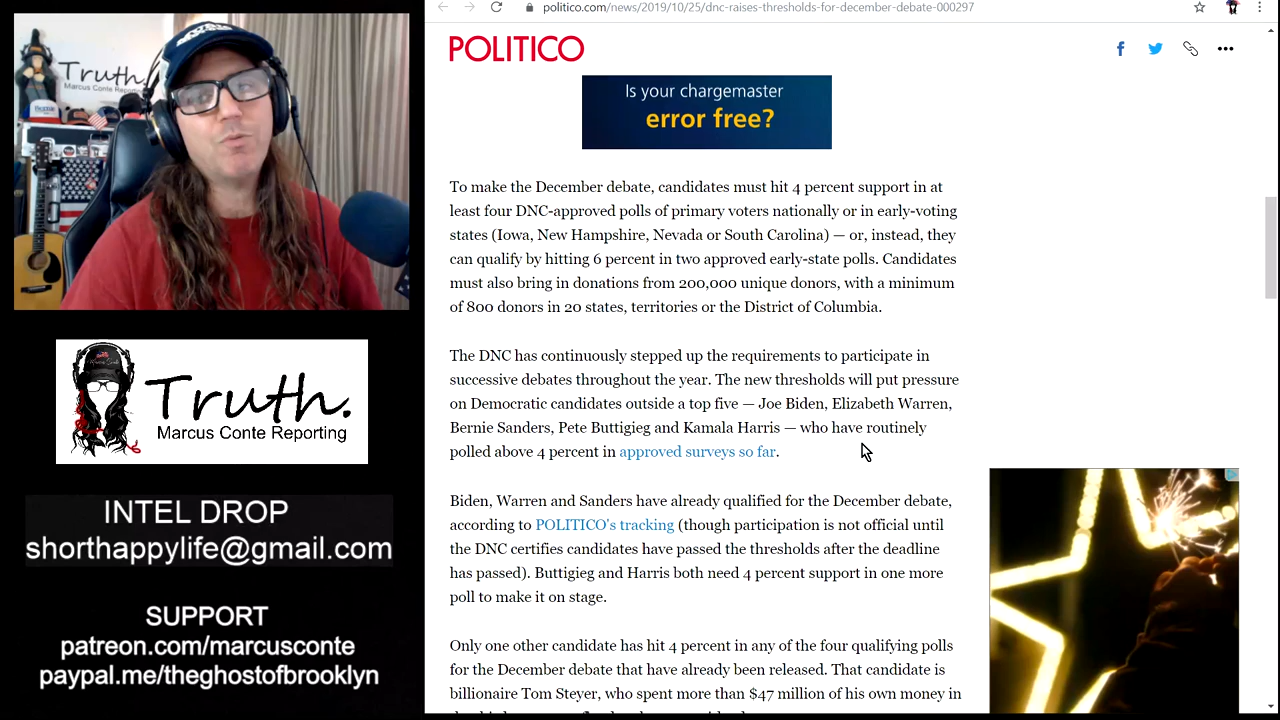 politico.com/news/2019/10/25/dnc-raises-thresholds-for-december-debate-000297
POLITICO
Is your chargemaster
error free?
To make the December debate, candidates must hit 4 percent support in at
least four DNC-approved polls of primary voters nationally or in early-voting
states (Iowa, New Hampshire, Nevada or South Carolina) — or, instead, they
can qualify by hitting 6 percent in two approved early-state polls. Candidates
must also bring in donations from 200,000 unique donors, with a minimum
of 800 donors in 20 states, territories or the District of Columbia.
The DNC has continuously stepped up the requirements to participate in
successive debates throughout the year. The new thresholds will put pressure
on Democratic candidates outside a top five — Joe Biden, Elizabeth Warren,
Bernie Sanders, Pete Buttigieg and Kamala Harris — who have routinely
polled above 4 percent in approved surveys so far.
Biden, Warren and Sanders have already qualified for the December debate,
according to POLITICO's tracking (though participation is not official until
the DNC certifies candidates have passed the thresholds after the deadline
has passed). Buttigieg and Harris both need 4 percent support in one more
poll to make it on stage.
Only one other candidate has hit 4 percent in any of the four qualifying polls
for the December debate that have already been released. That candidate is
billionaire Tom Steyer, who spent more than $47 million of his own money in
Truth.
Marcus Conte Reporting
Truth.
Marcus Conte Reporting
INTEL DROP
shorthappylife@gmail.com
SUPPORT
patreon.com/marcusconte
paypal.me/theghostofbrooklyn